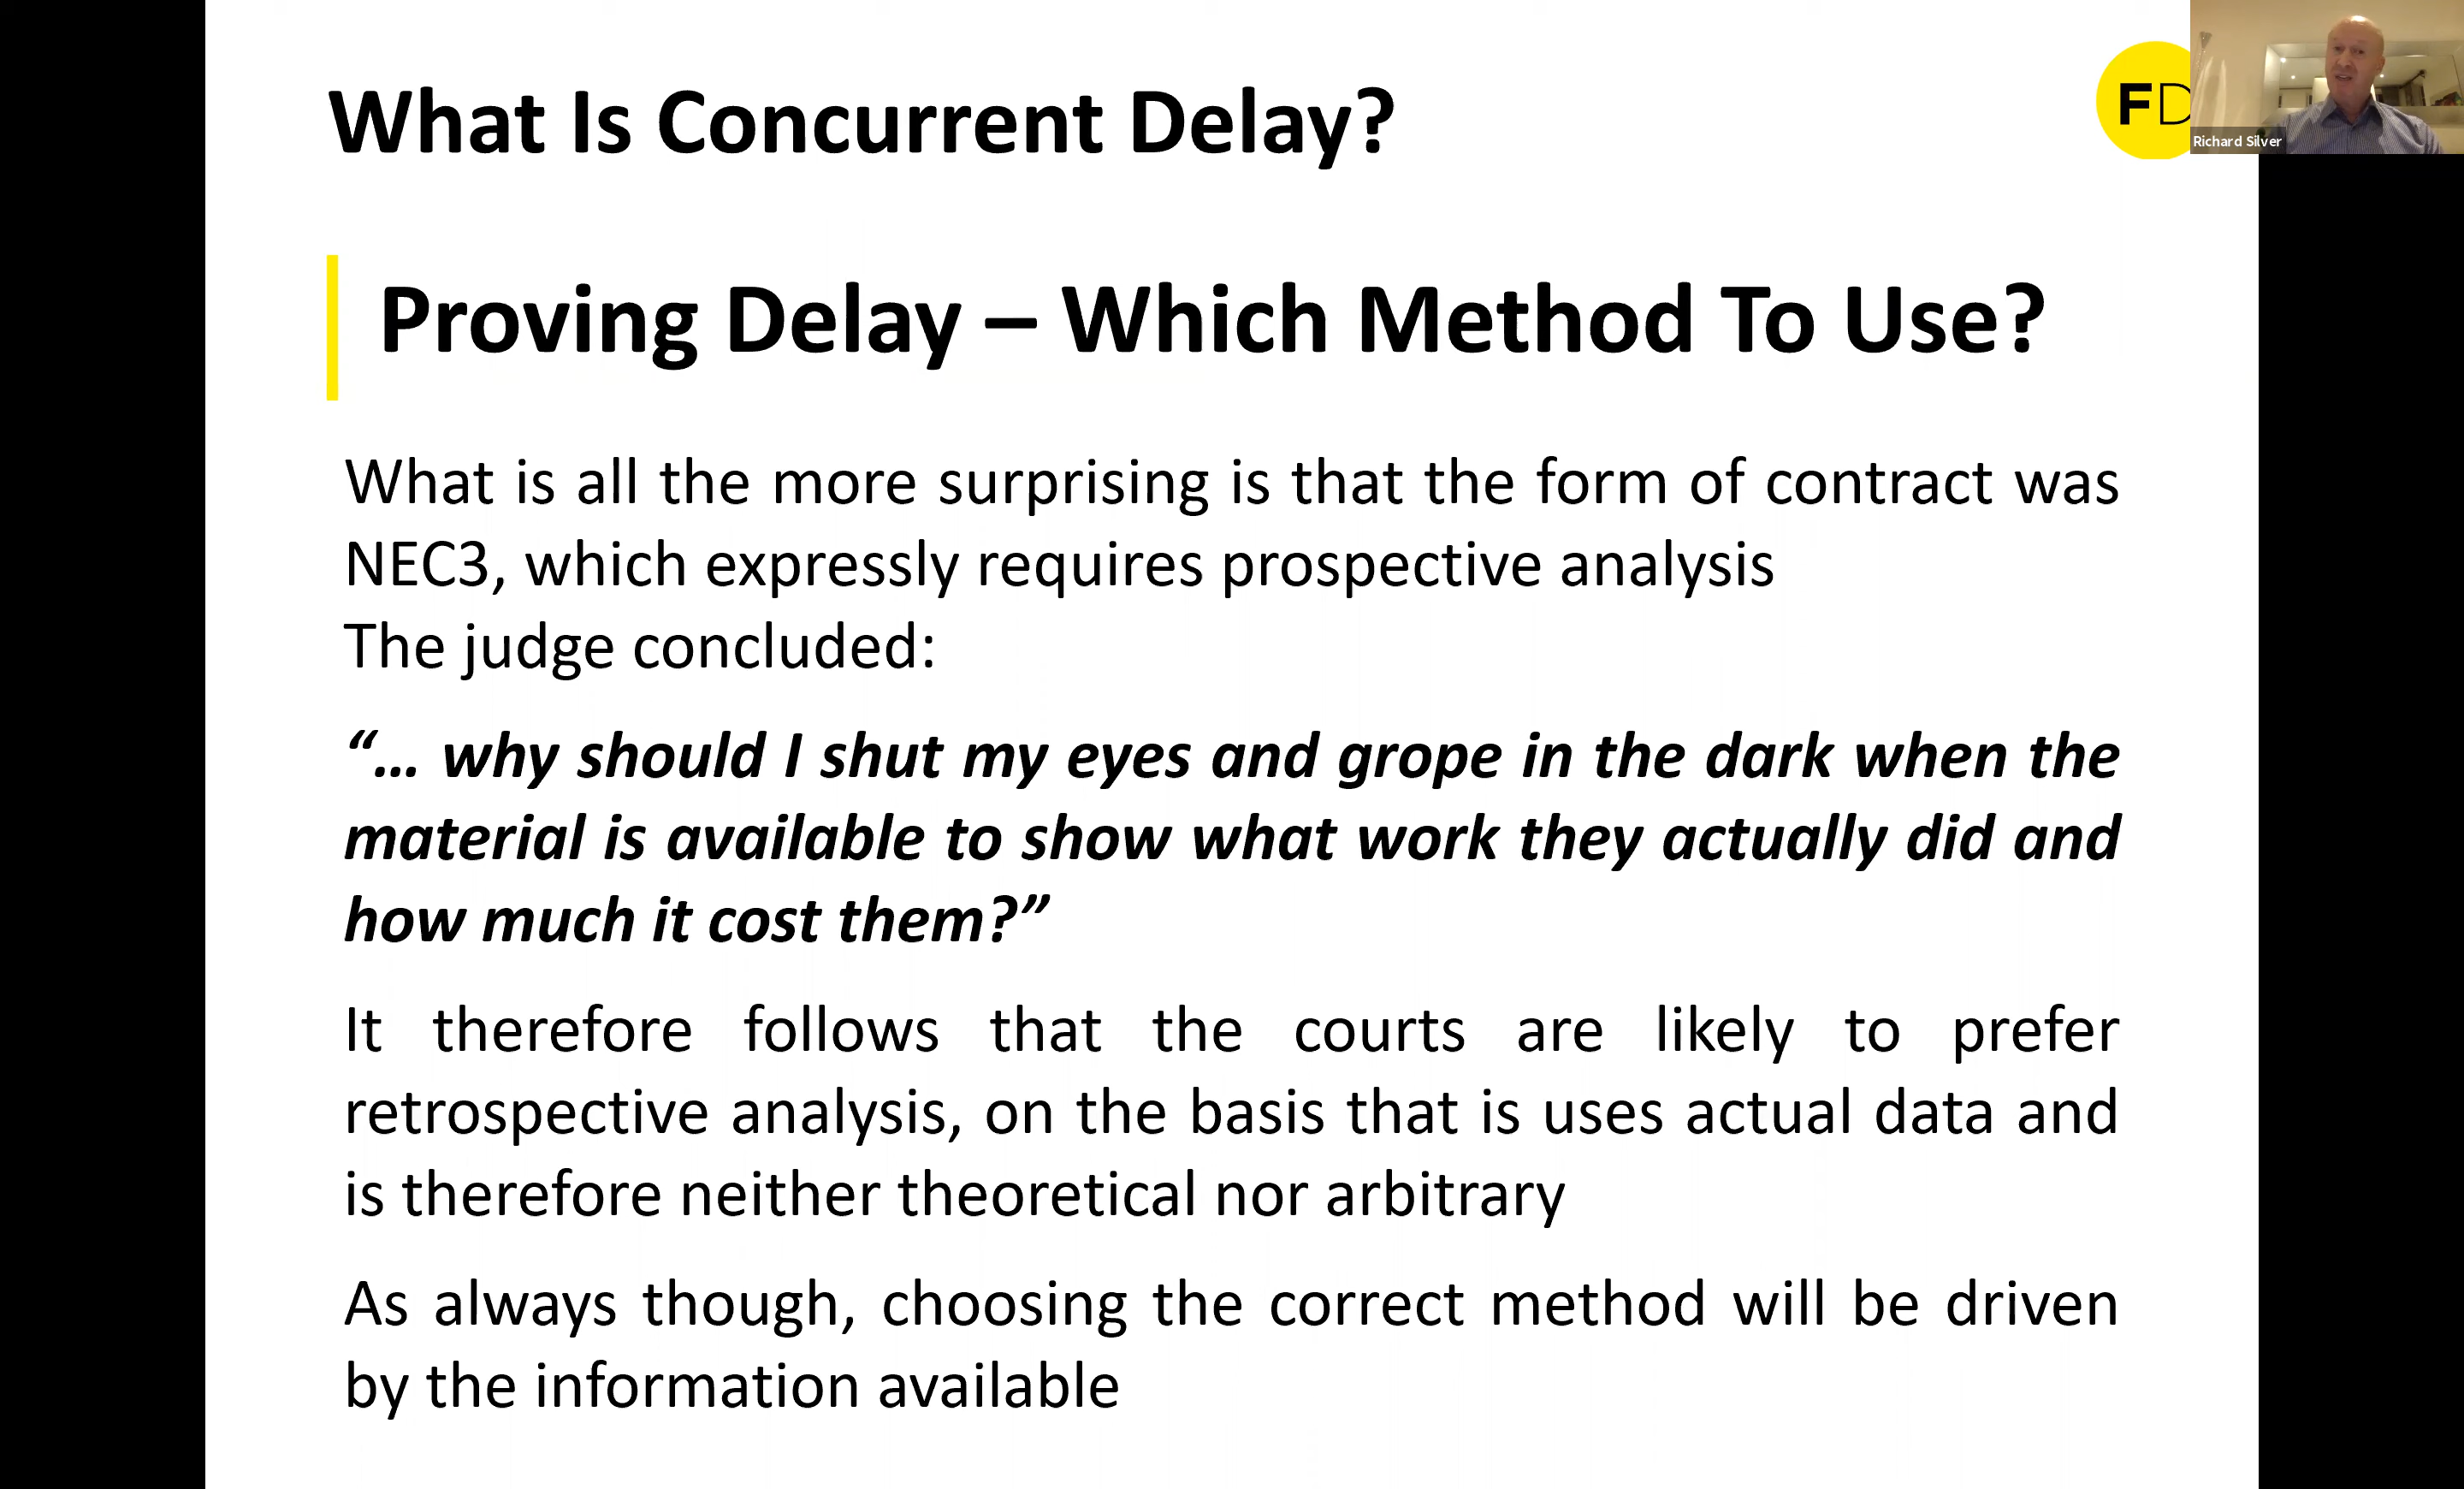 What Is Concurrent Delay?
FD
Richard Silver
Proving Delay – Which Method To Use?
What is all the more surprising is that the form of contract was
NEC3, which expressly requires prospective analysis
The judge concluded:
“… why should I shut my eyes and grope in the dark when the
material is available to show what work they actually did and
how much it cost them?”
It therefore follows that the courts are likely to prefer
retrospective analysis, on the basis that is uses actual data and
is therefore neither theoretical nor arbitrary
As always though, choosing the correct method will be driven
by the information available